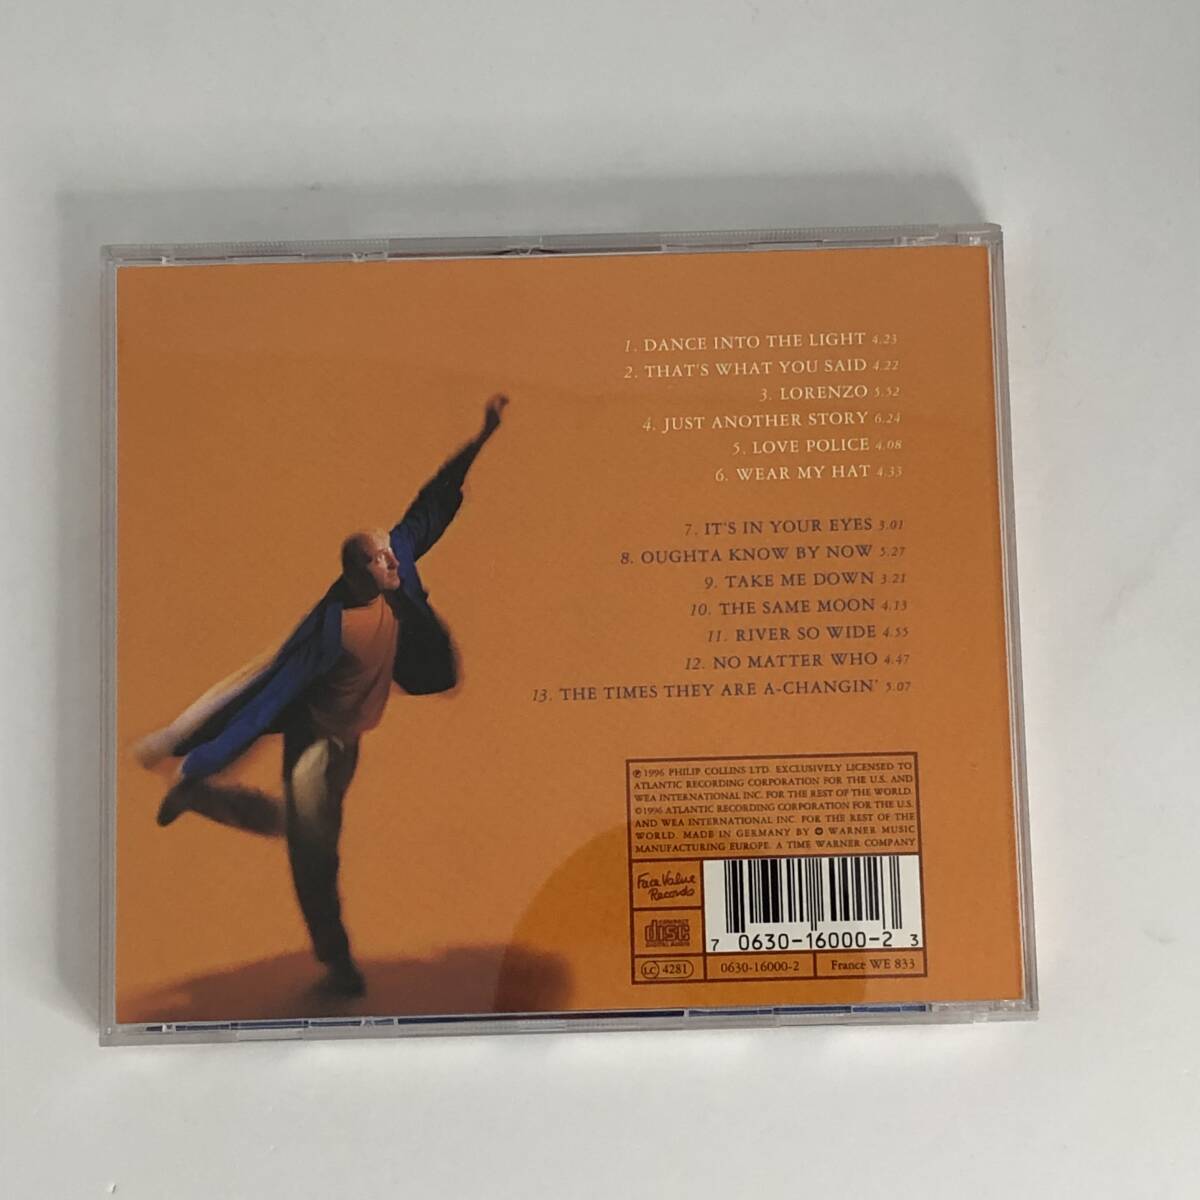 1. DANCE INTO THE LIGHT 4.23
2. THAT'S WHAT YOU SAID 4.22
3. LORENZO 5.52
4. JUST ANOTHER STORY 6.24
5. LOVE POLICE 4.08
6. WEAR MY HAT 4.33
7. IT'S IN YOUR EYES 3.01
8. OUGHTA KNOW BY NOW 5.27
9. TAKE ME DOWN 3.21
10. THE SAME MOON 4.13
11. RIVER SO WIDE 4.55
12. NO MATTER WHO 4.47
13. THE TIMES THEY ARE A-CHANGIN' 5.07
℗ 1996 PHILIP COLLINS LTD. EXCLUSIVELY LICENSED TO
ATLANTIC RECORDING CORPORATION FOR THE U.S. AND
WEA INTERNATIONAL INC. FOR THE REST OF THE WORLD.
© 1996 ATLANTIC RECORDING CORPORATION FOR THE U.S.
AND WEA INTERNATIONAL INC. FOR THE REST OF THE
WORLD. MADE IN GERMANY BY WARNER MUSIC
MANUFACTURING EUROPE. A TIME WARNER COMPANY
Face Value
Records
COMPACT
disc
DIGITAL AUDIO
7 0630-16000-2 3
LC 4281
0630-16000-2
France WE 833